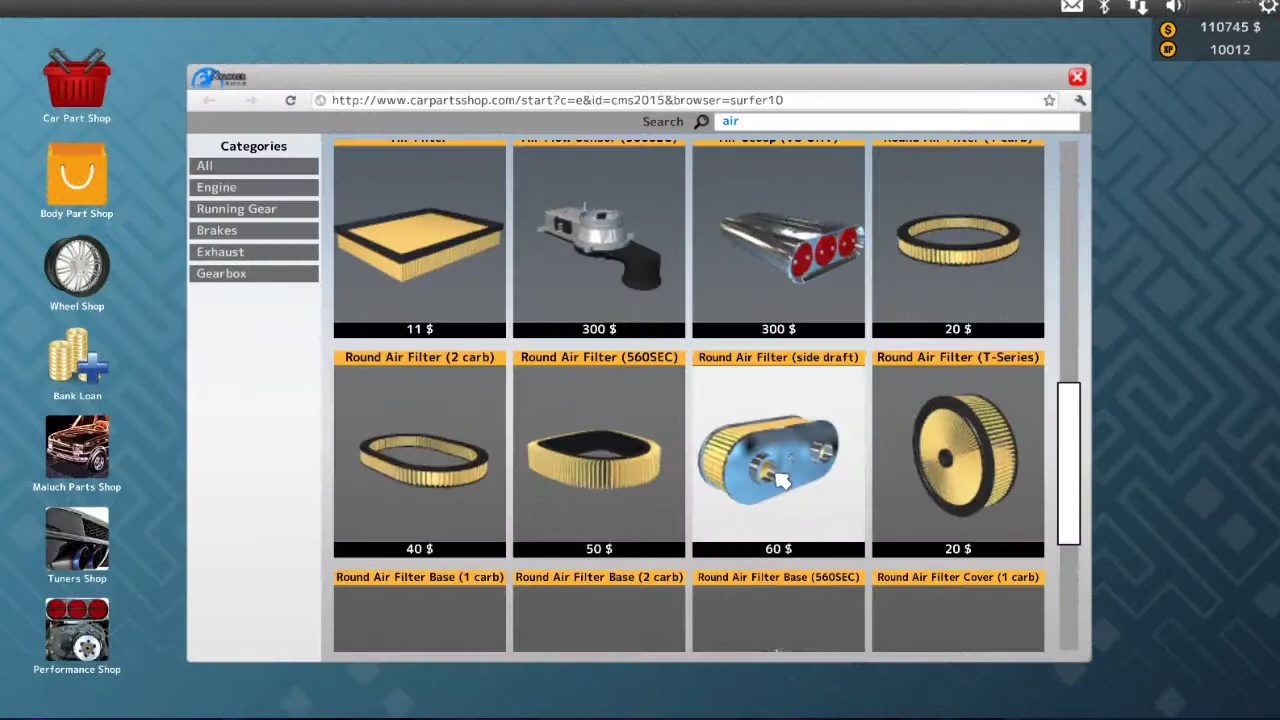 110745 $
XP
10012
http://www.carpartsshop.com/start?c=e&id=cms2015&browser=surfer10
Search
air
Car Part Shop
Body Part Shop
Wheel Shop
Bank Loan
Maluch Parts Shop
Tuners Shop
Performance Shop
Categories
All
Engine
Running Gear
Brakes
Exhaust
Gearbox
11 $
300 $
300 $
20 $
Round Air Filter (2 carb)
Round Air Filter (560SEC)
Round Air Filter (side draft)
Round Air Filter (T-Series)
40 $
50 $
60 $
20 $
Round Air Filter Base (1 carb)
Round Air Filter Base (2 carb)
Round Air Filter Base (560SEC)
Round Air Filter Cover (1 carb)